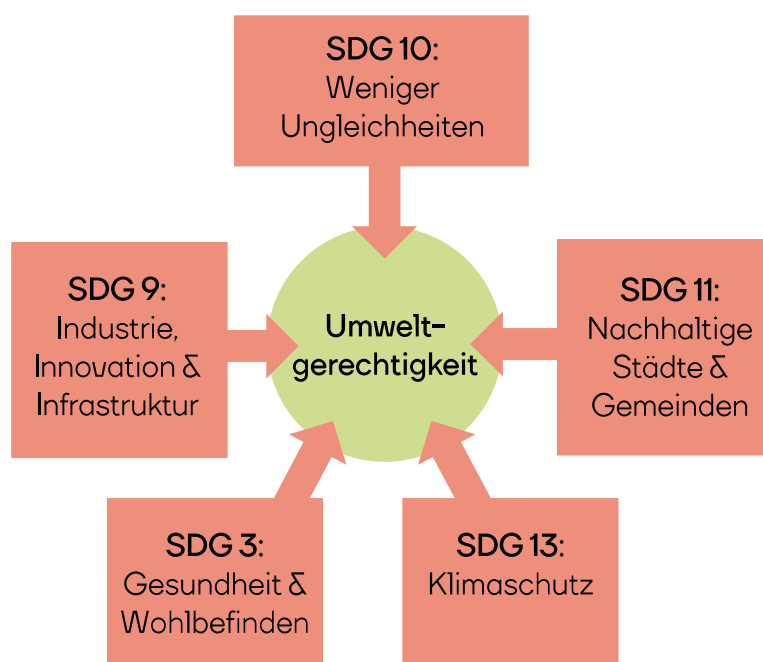 SDG 10:
Weniger
Ungleichheiten
SDG 9:
Industrie,
Innovation &
Infrastruktur
Umwelt-
gerechtigkeit
SDG 11:
Nachhaltige
Städte &
Gemeinden
SDG 3:
Gesundheit &
Wohlbefinden
SDG 13:
Klimaschutz